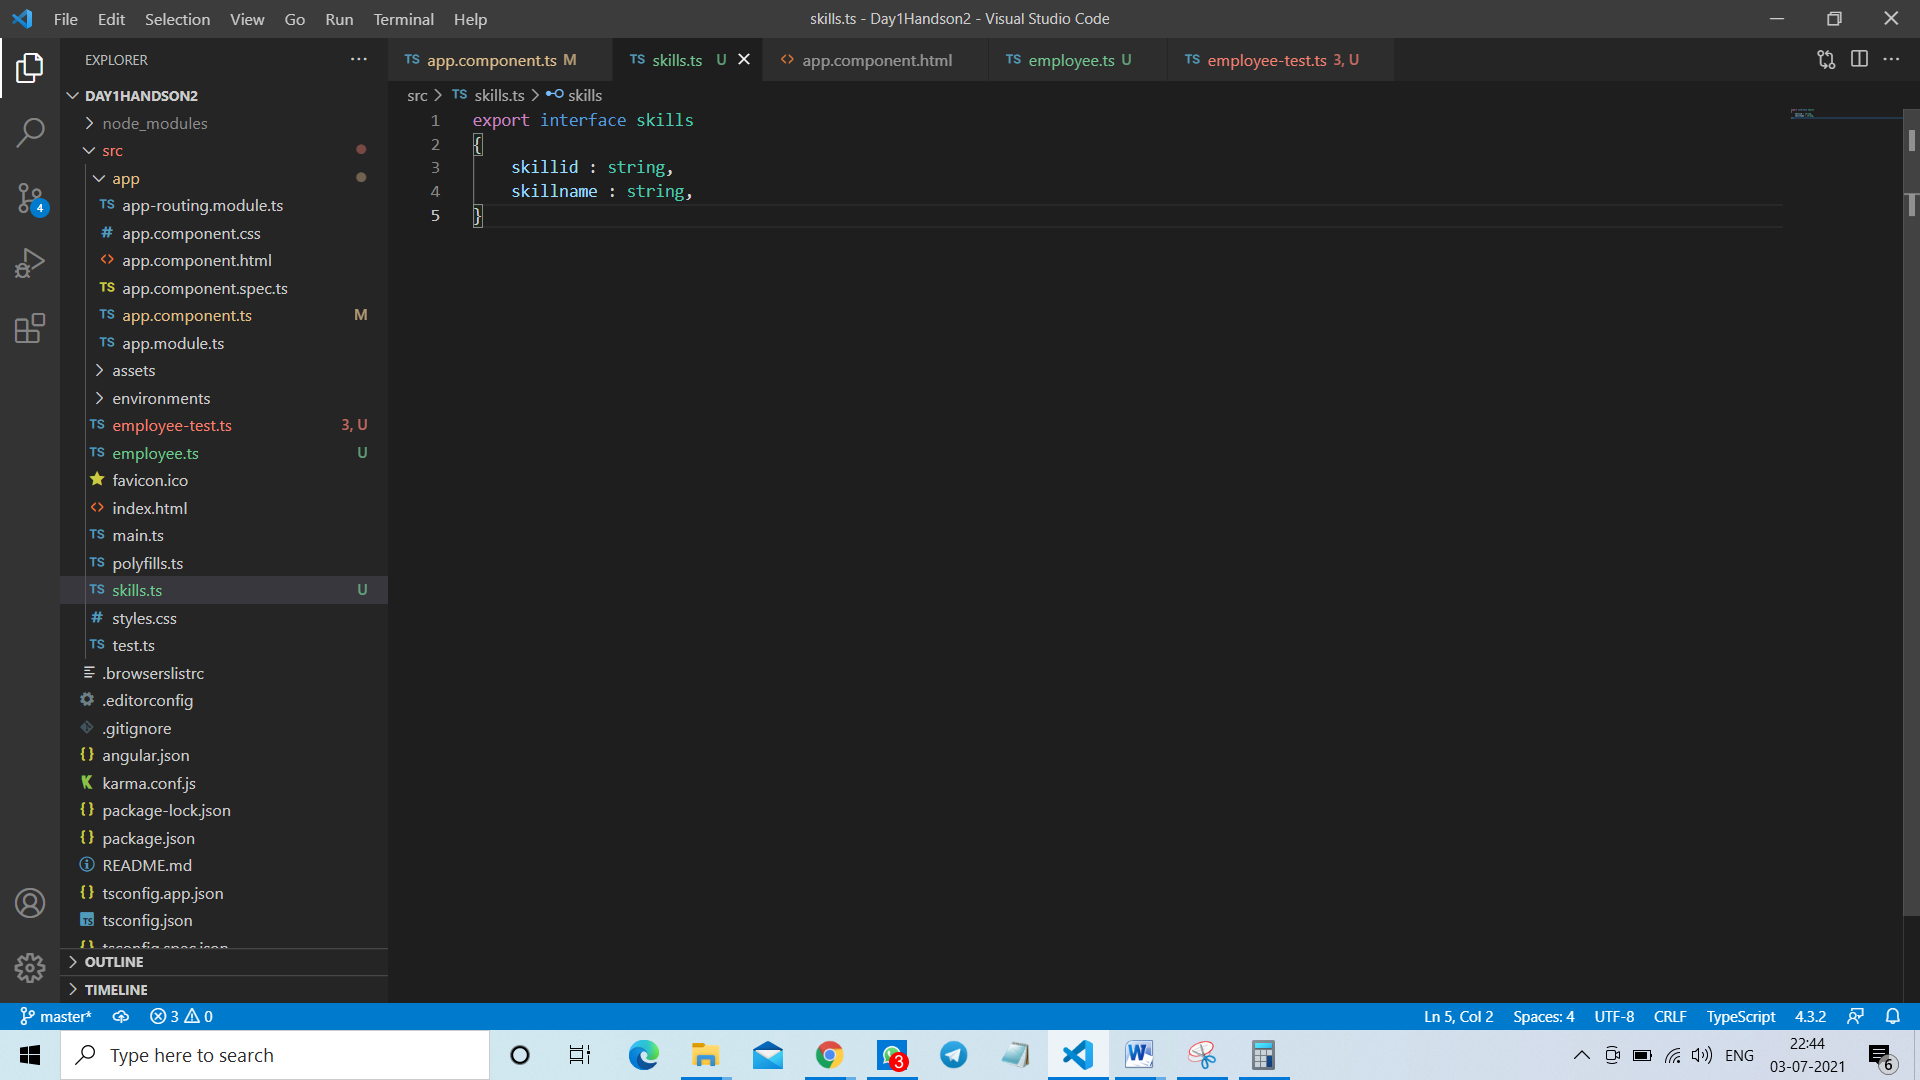 File Edit Selection View Go Run Terminal Help
skills.ts - Day1Handson2 - Visual Studio Code
EXPLORER
TS app.component.ts M
TS skills.ts U
<> app.component.html
TS employee.ts U
TS employee-test.ts 3, U
DAY1HANDSON2
node_modules
src
app
TS app-routing.module.ts
# app.component.css
<> app.component.html
TS app.component.spec.ts
TS app.component.ts M
TS app.module.ts
assets
environments
TS employee-test.ts 3, U
TS employee.ts U
favicon.ico
<> index.html
TS main.ts
TS polyfills.ts
TS skills.ts U
# styles.css
TS test.ts
.browserslistrc
.editorconfig
.gitignore
{} angular.json
karma.conf.js
{} package-lock.json
{} package.json
README.md
{} tsconfig.app.json
TS tsconfig.json
{} tsconfig.spec.json
OUTLINE
TIMELINE
4
src > TS skills.ts > skills
1 export interface skills
2 {
3 skillid : string,
4 skillname : string,
5 }
master* 3 0
Ln 5, Col 2 Spaces: 4 UTF-8 CRLF TypeScript 4.3.2
Type here to search
3
ENG
22:44
03-07-2021
6